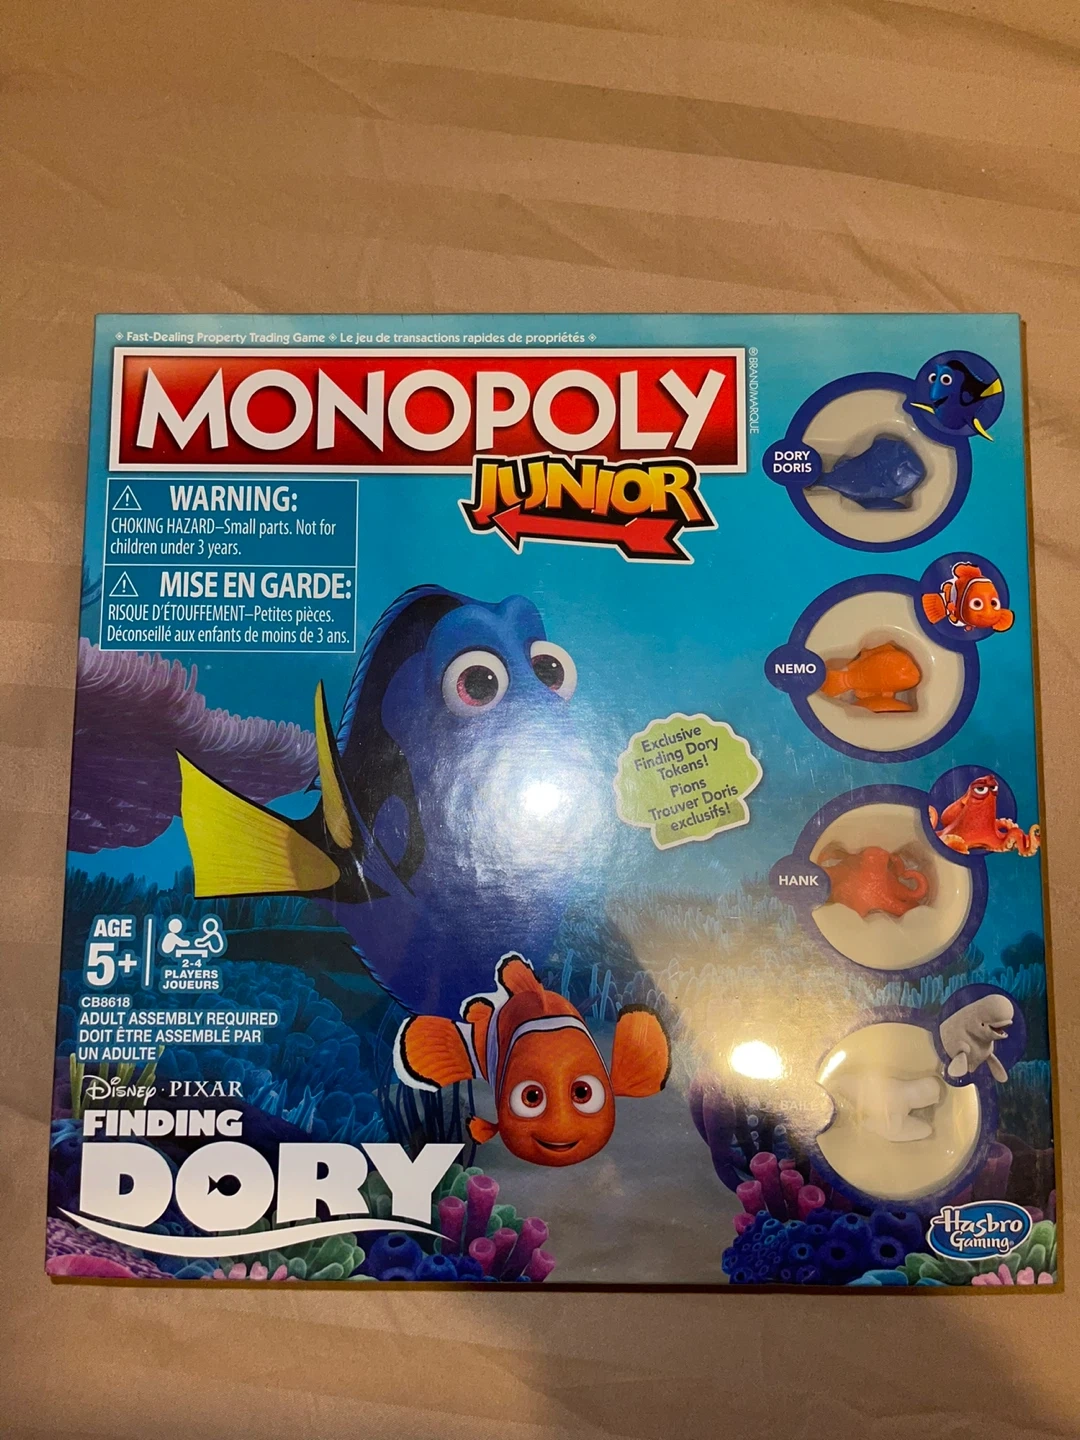 Fast-Dealing Property Trading Game Le jeu de transactions rapides de propriétés
MONOPOLY
JUNIOR
®BRAND/MARQUE
WARNING:
CHOKING HAZARD–Small parts. Not for
children under 3 years.
MISE EN GARDE:
RISQUE D'ÉTOUFFEMENT–Petites pièces.
Déconseillé aux enfants de moins de 3 ans.
DORY
DORIS
NEMO
Exclusive
Finding Dory
Tokens!
Pions
Trouver Doris
exclusifs!
HANK
AGE
5+
2-4
PLAYERS
JOUEURS
CB8618
ADULT ASSEMBLY REQUIRED
DOIT ÊTRE ASSEMBLÉ PAR
UN ADULTE
Disney · PIXAR
FINDING
DORY
Hasbro
Gaming